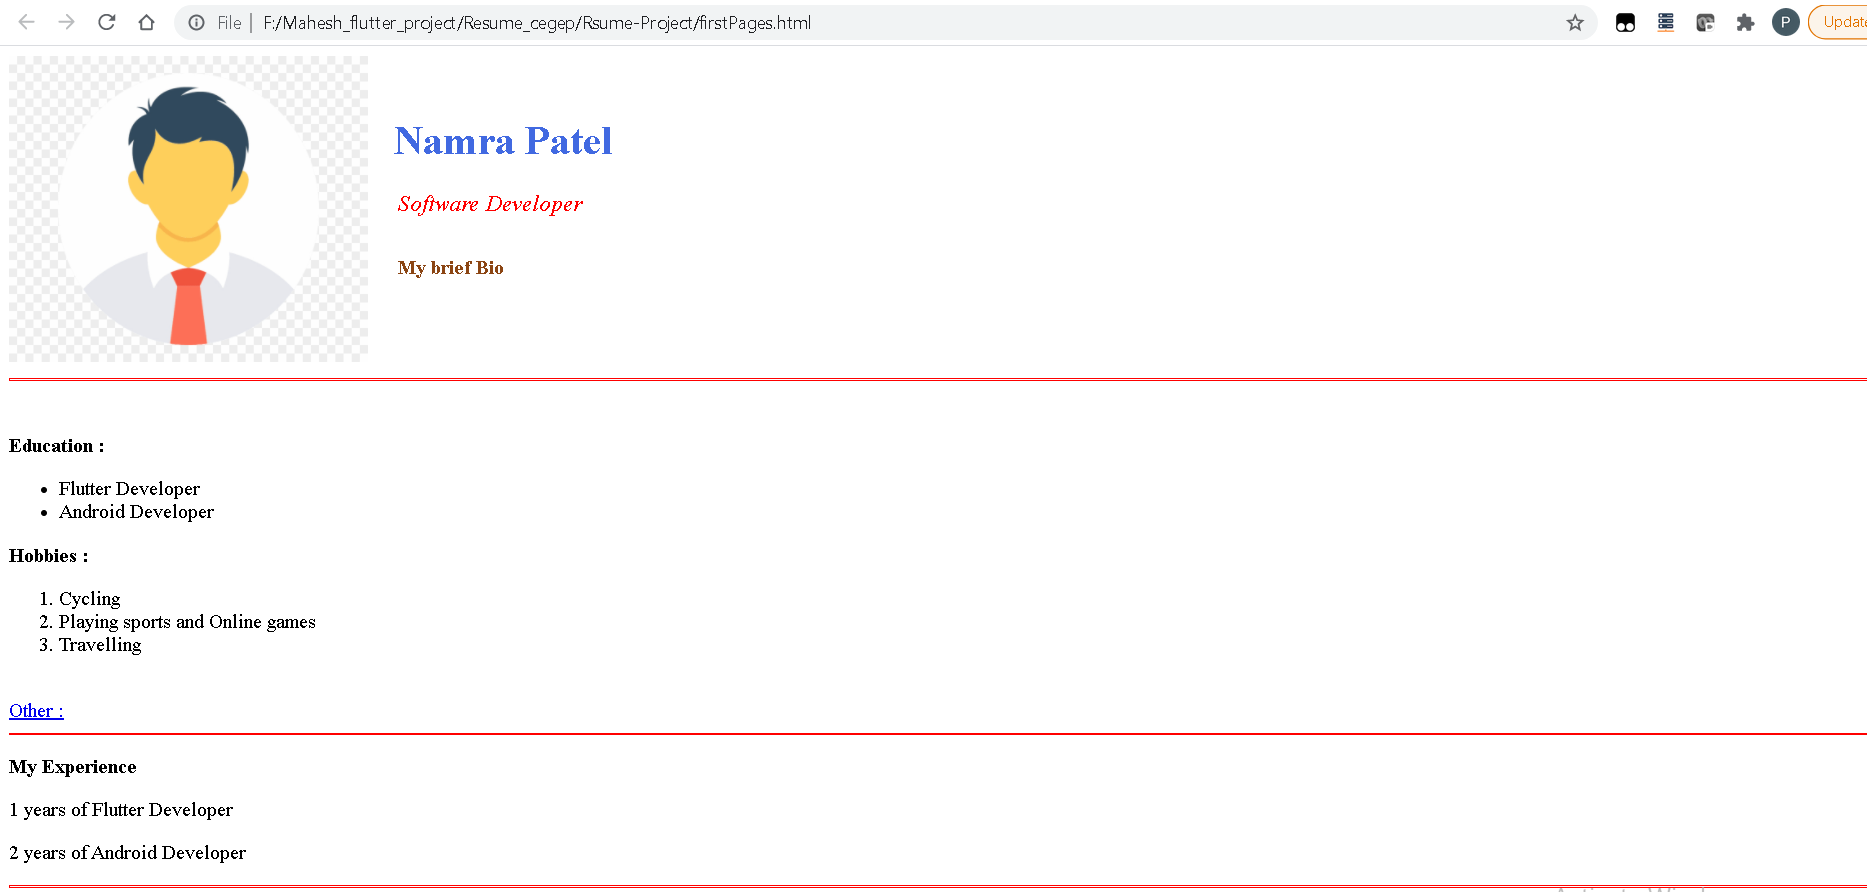 File | F:/Mahesh_flutter_project/Resume_cegep/Rsume-Project/firstPages.html
P
Update
Namra Patel
Software Developer
My brief Bio
Education :
• Flutter Developer
• Android Developer
Hobbies :
1. Cycling
2. Playing sports and Online games
3. Travelling
Other :
My Experience
1 years of Flutter Developer
2 years of Android Developer